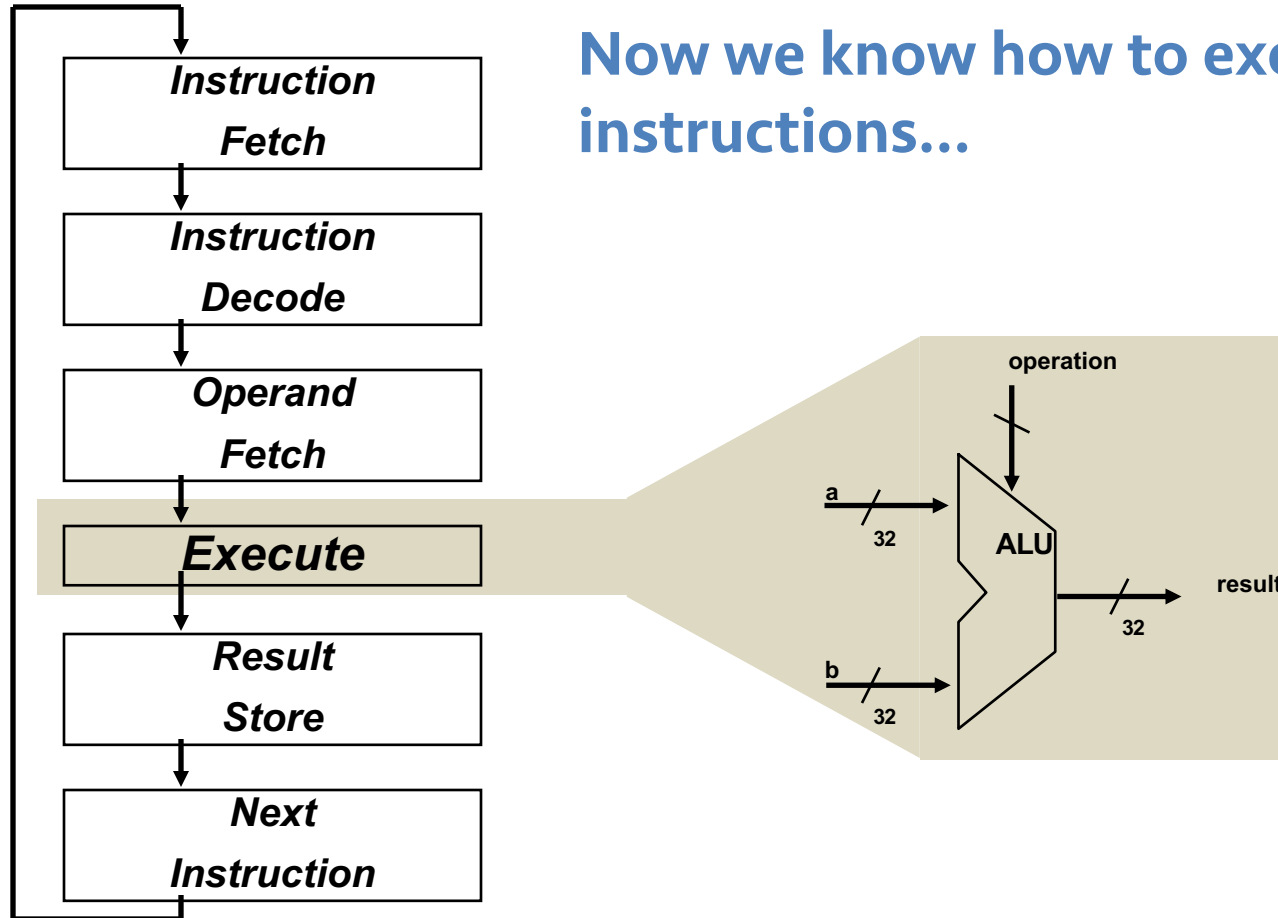 Now we know how to exe
instructions...
Instruction
Fetch
Instruction
Decode
Operand
Fetch
Execute
Result
Store
Next
Instruction
operation
a
32
ALU
result
32
b
32